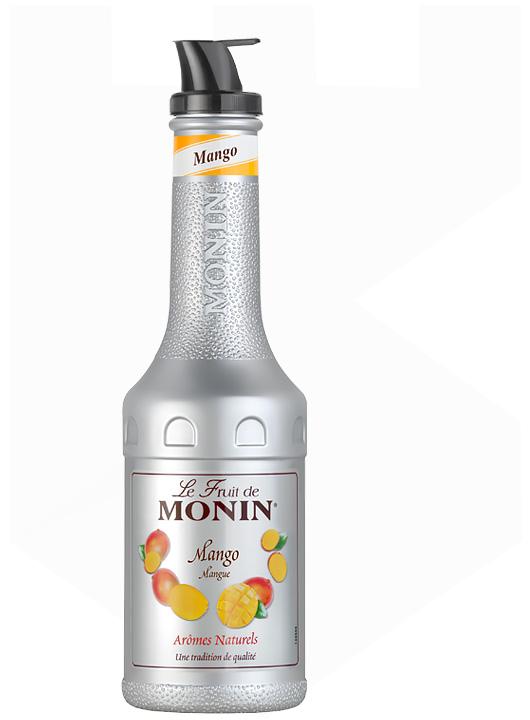 Mango
MONIN
Le Fruit de
MONIN®
Mango
Mangue
Arômes Naturels
Une tradition de qualité